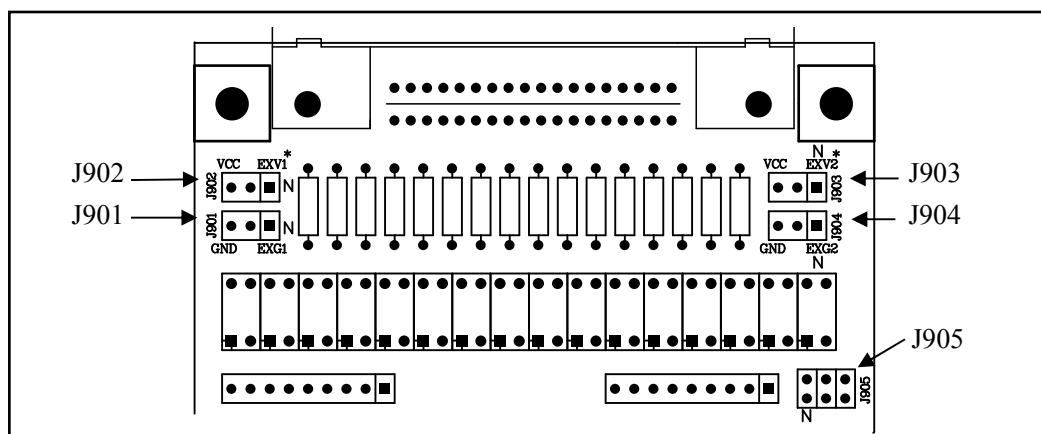 N
VCC EXV1 *
VCC EXV2 *
J902 J902 N
J903 J903
J901 J901 N
J904 J904
GND EXG1
GND EXG2
N
J905
J905
N